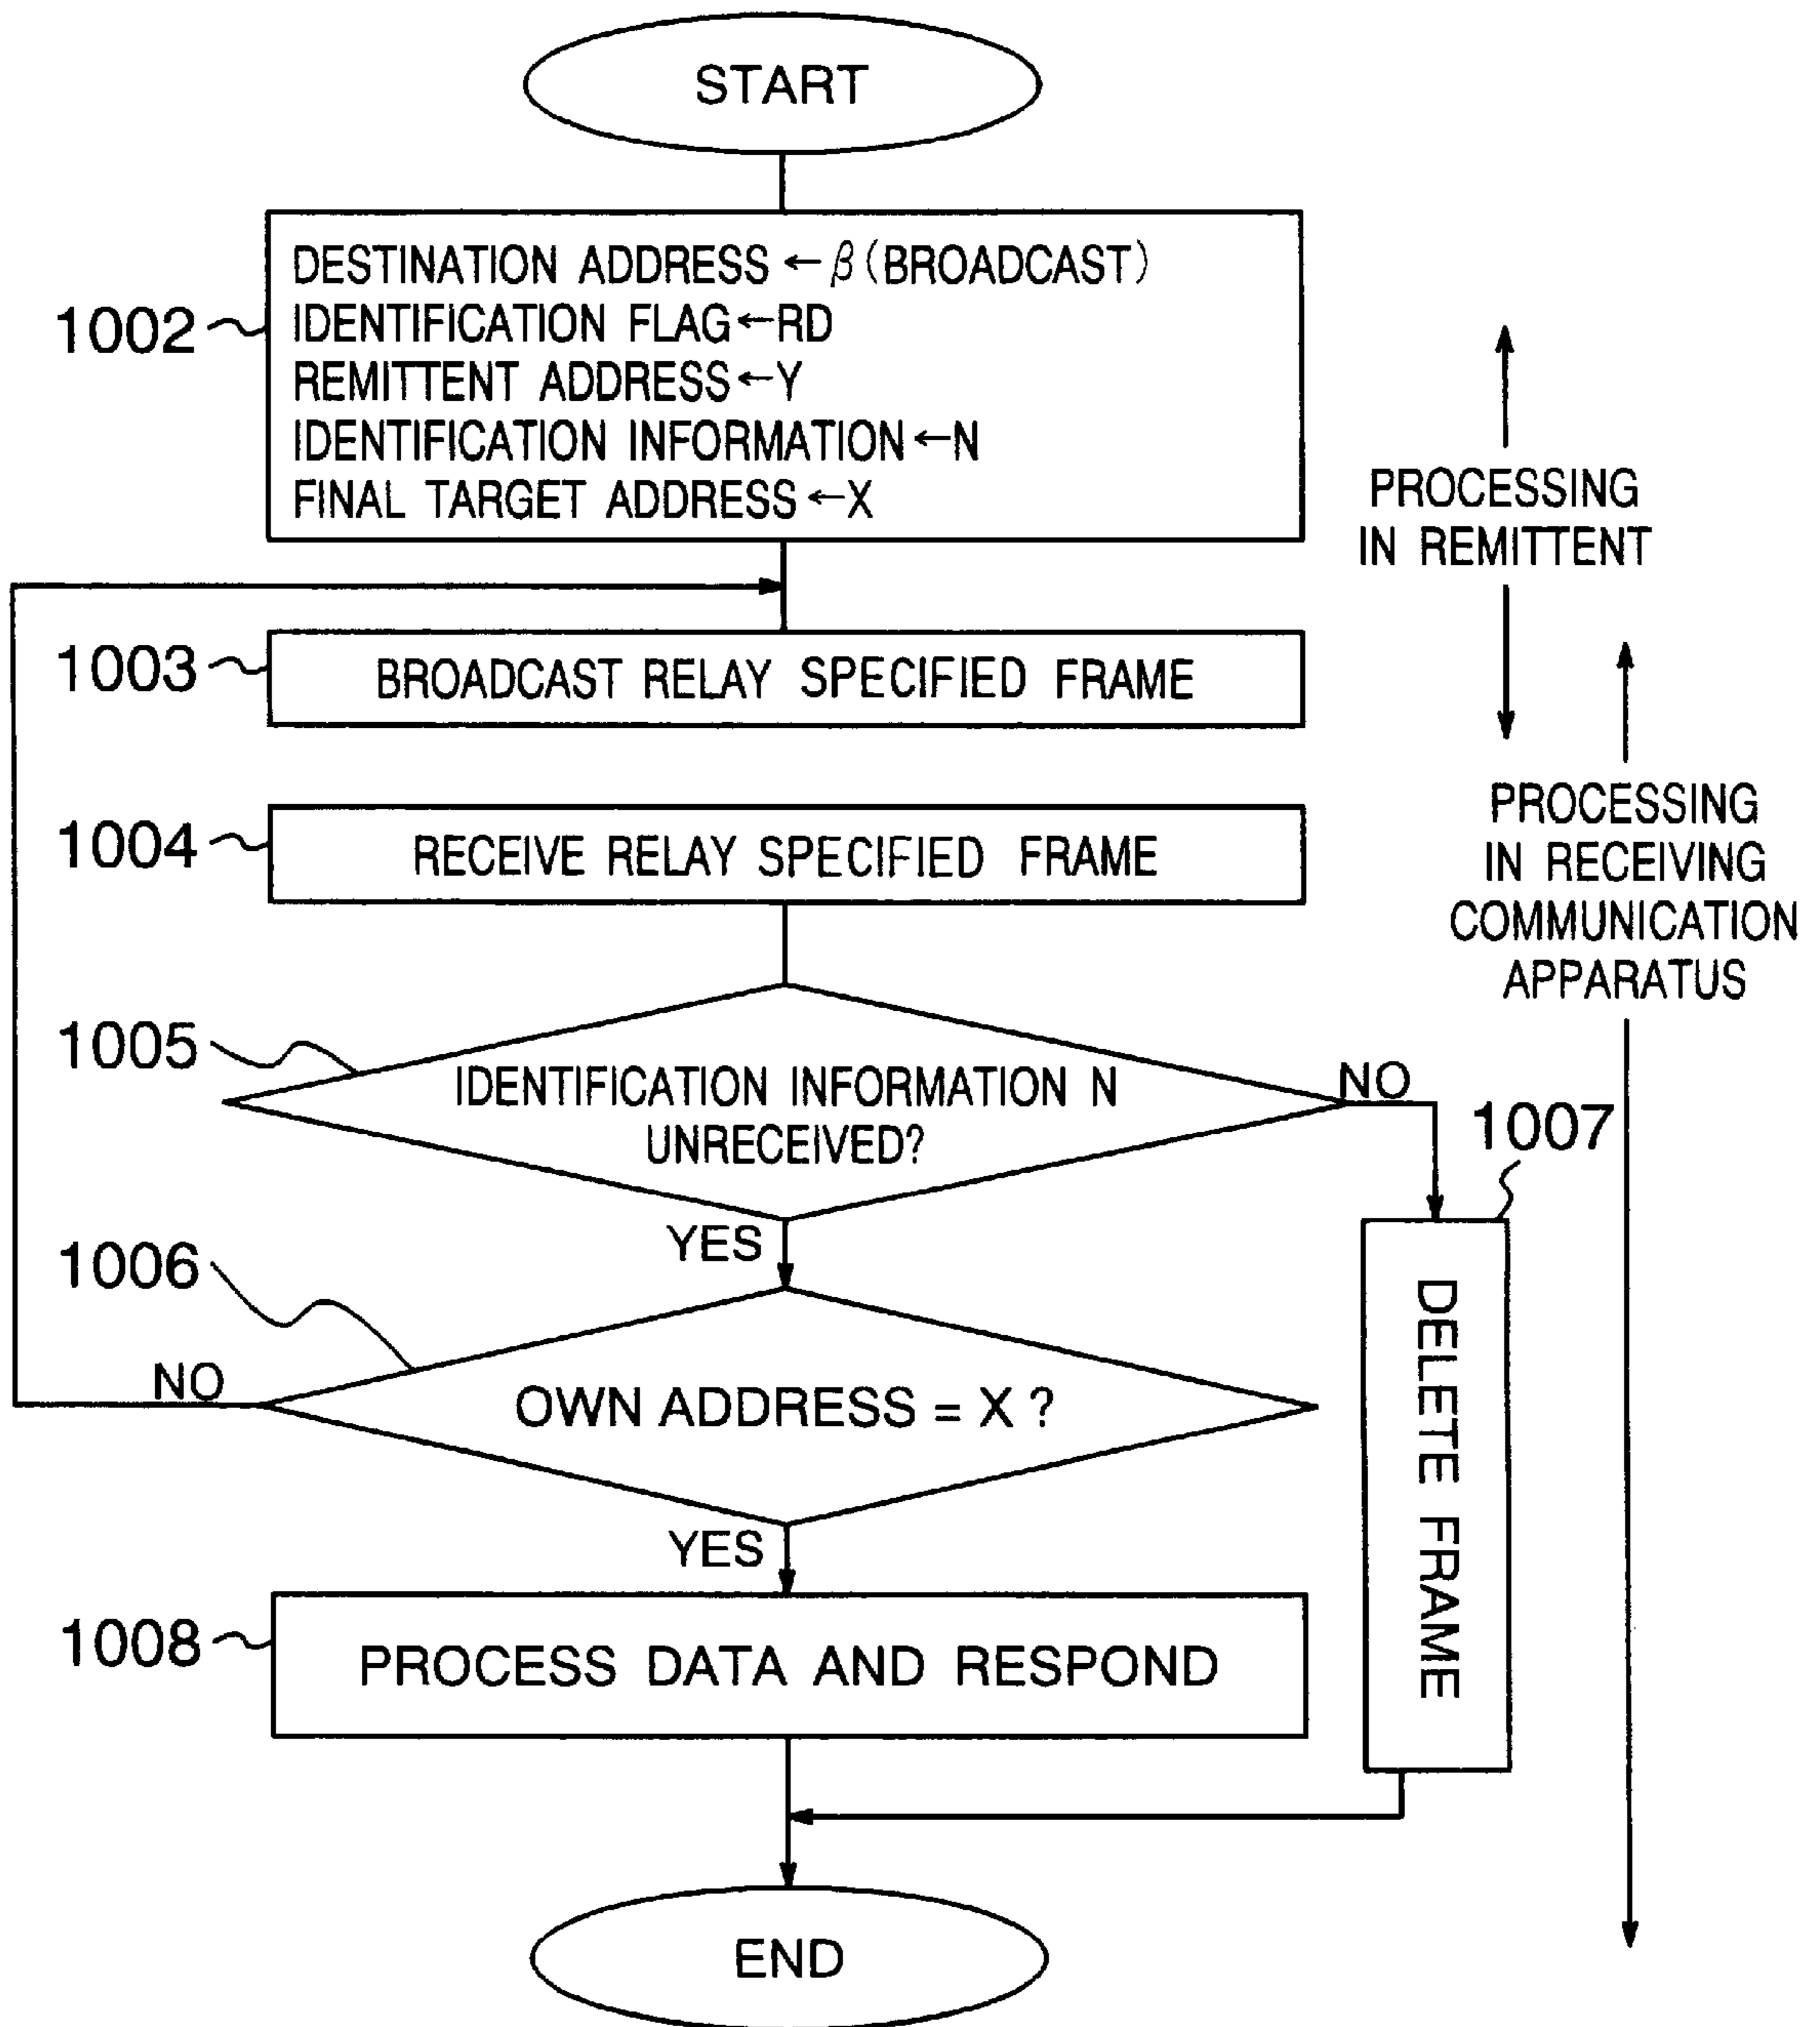 START
1002
DESTINATION ADDRESS ← β (BROADCAST)
IDENTIFICATION FLAG ← RD
REMITTENT ADDRESS ← Y
IDENTIFICATION INFORMATION ← N
FINAL TARGET ADDRESS ← X
PROCESSING
IN REMITTENT
1003
BROADCAST RELAY SPECIFIED FRAME
1004
RECEIVE RELAY SPECIFIED FRAME
PROCESSING
IN RECEIVING
COMMUNICATION
APPARATUS
1005
IDENTIFICATION INFORMATION N
UNRECEIVED?
NO
1007
DELETE FRAME
YES
1006
OWN ADDRESS = X ?
NO
YES
1008
PROCESS DATA AND RESPOND
END